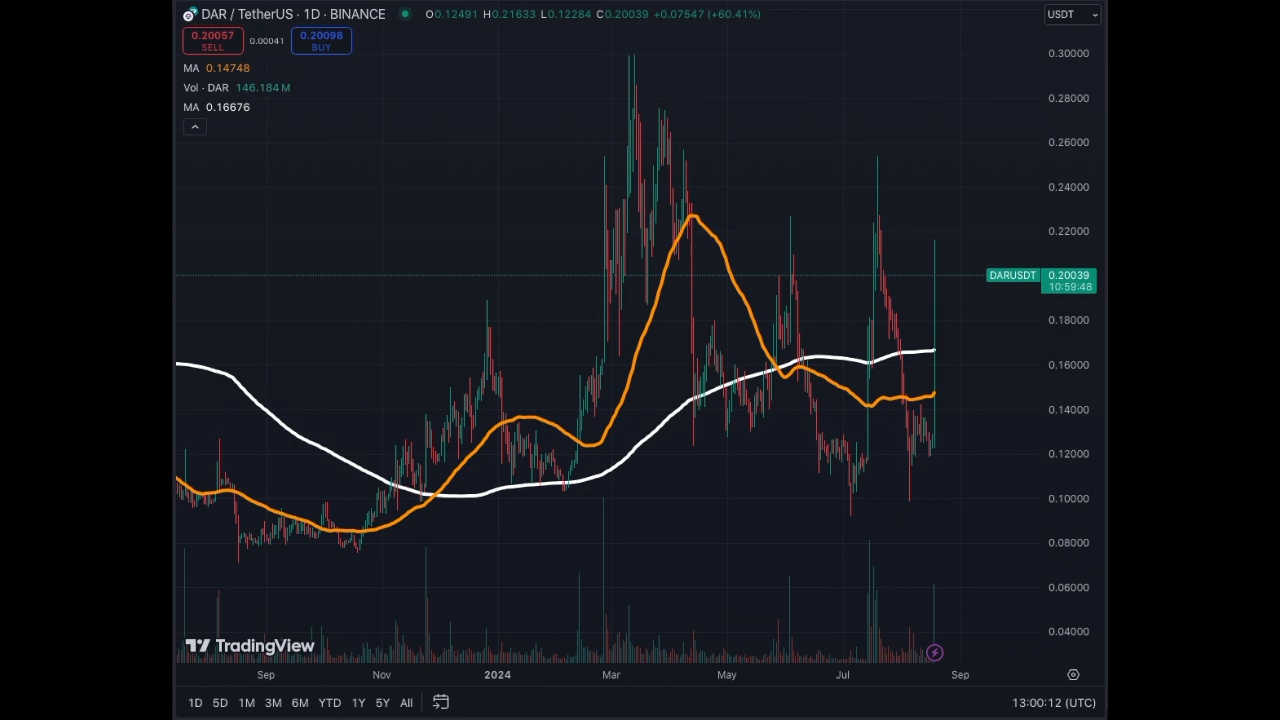 DAR / TetherUS · 1D · BINANCE O0.12491 H0.21633 L0.12284 C0.20039 +0.07547 (+60.41%)
USDT
0.20057 0.00041 0.20098
SELL BUY
MA 0.14748
Vol · DAR 146.184 M
MA 0.16676
0.30000
0.28000
0.26000
0.24000
0.22000
DARUSDT 0.20039
10:59:48
0.18000
0.16000
0.14000
0.12000
0.10000
0.08000
0.06000
0.04000
TradingView
Sep Nov 2024 Mar May Jul Sep
1D 5D 1M 3M 6M YTD 1Y 5Y All 13:00:12 (UTC)